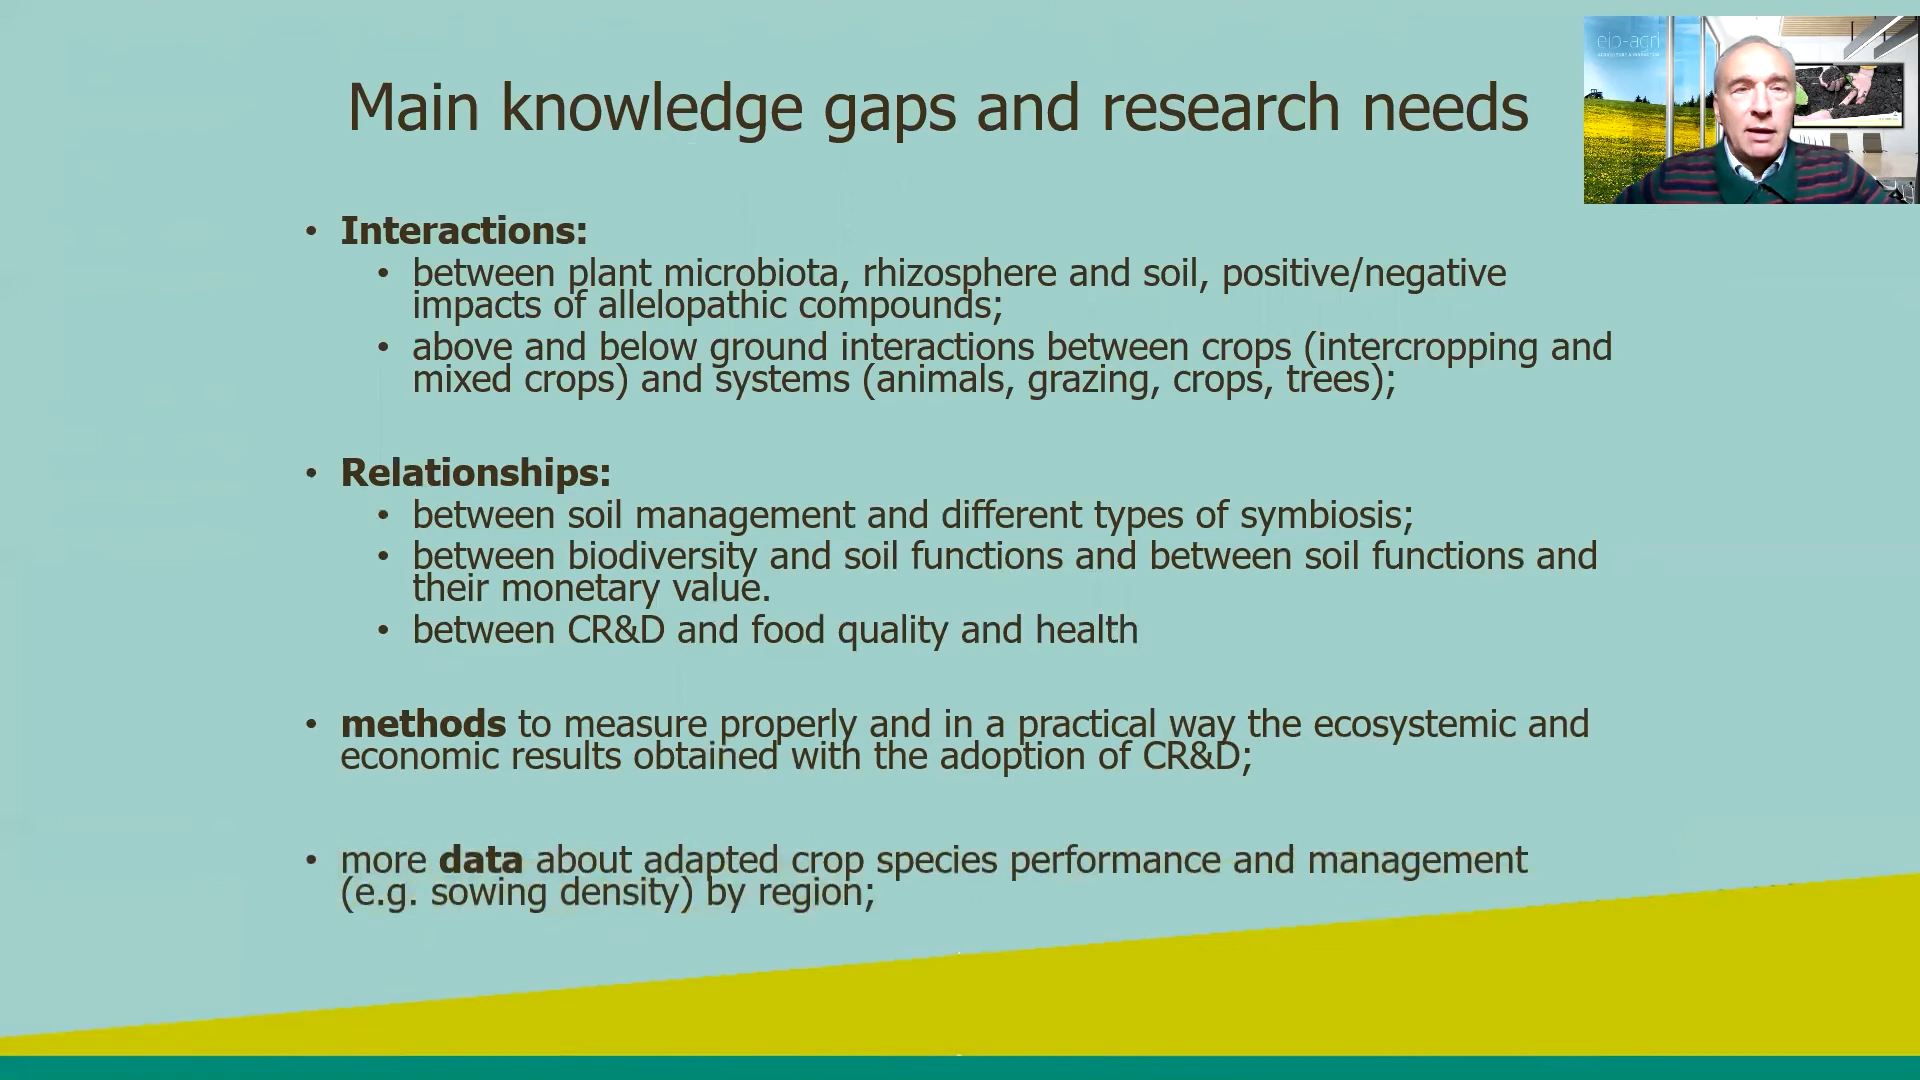 Main knowledge gaps and research needs
eip-agri
• Interactions:
• between plant microbiota, rhizosphere and soil, positive/negative
impacts of allelopathic compounds;
• above and below ground interactions between crops (intercropping and
mixed crops) and systems (animals, grazing, crops, trees);
• Relationships:
• between soil management and different types of symbiosis;
• between biodiversity and soil functions and between soil functions and
their monetary value.
• between CR&D and food quality and health
• methods to measure properly and in a practical way the ecosystemic and
economic results obtained with the adoption of CR&D;
• more data about adapted crop species performance and management
(e.g. sowing density) by region;